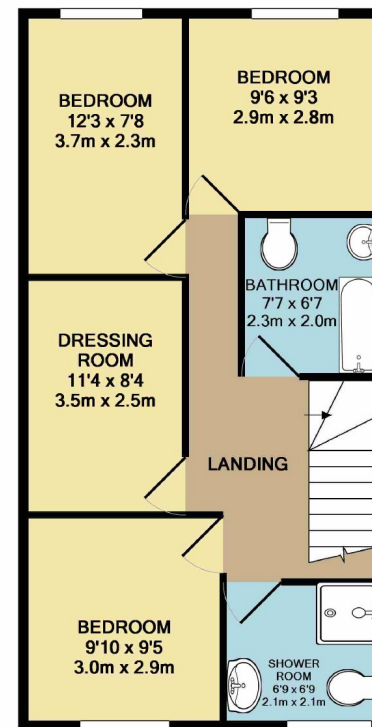 BEDROOM
12'3 x 7'8
3.7m x 2.3m
BEDROOM
9'6 x 9'3
2.9m x 2.8m
BATHROOM
7'7 x 6'7
2.3m x 2.0m
DRESSING
ROOM
11'4 x 8'4
3.5m x 2.5m
LANDING
BEDROOM
9'10 x 9'5
3.0m x 2.9m
SHOWER
ROOM
6'9 x 6'9
2.1m x 2.1m